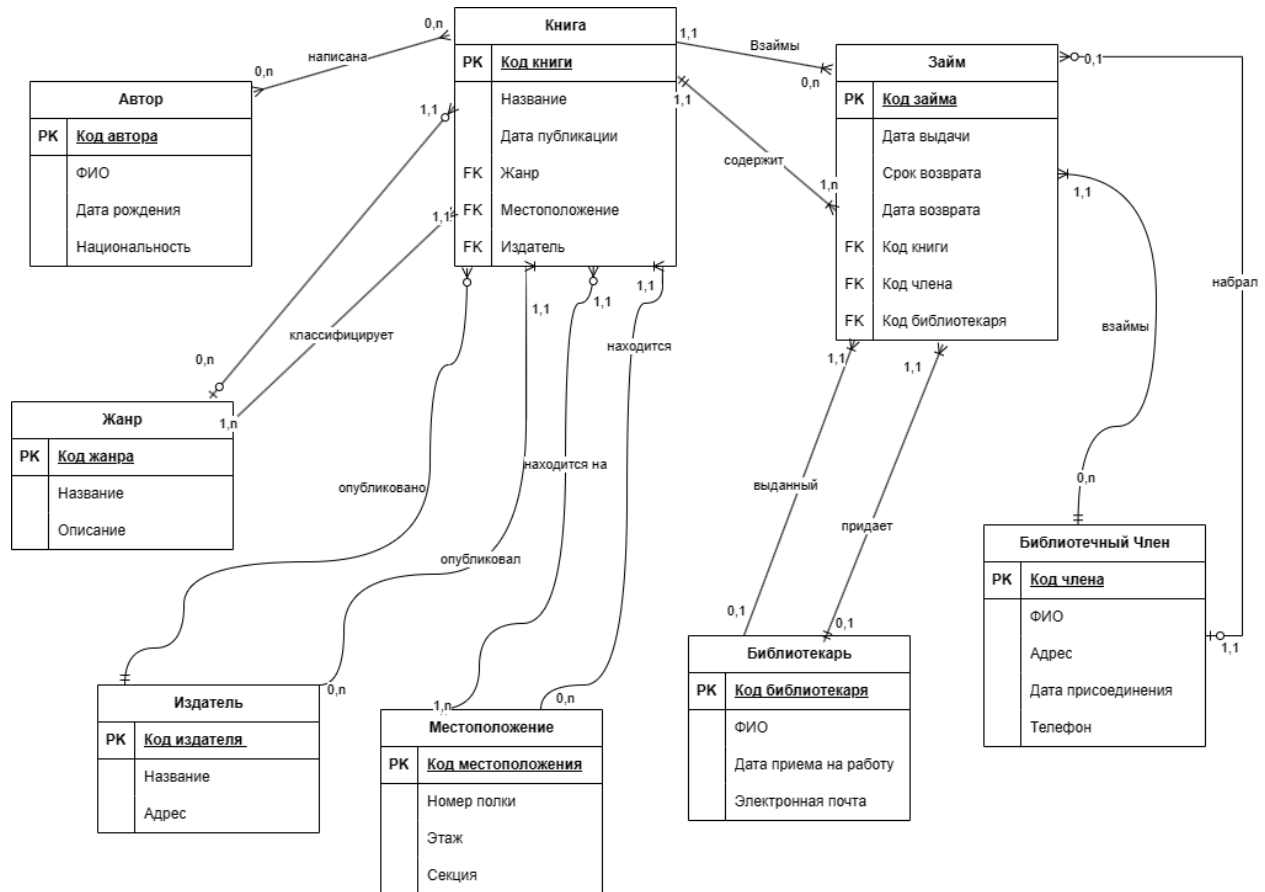 Книга
PK Код книги
Название
Дата публикации
FK Жанр
FK Местоположение
FK Издатель
0,n
написана
0,n
Автор
PK Код автора
ФИО
Дата рождения
Национальность
1,1
1,1
классифицирует
0,n
1,n
Жанр
PK Код жанра
Название
Описание
1,1
Взаймы
0,n
1,1
содержит
1,n
Займ
PK Код займа
Дата выдачи
Срок возврата
Дата возврата
FK Код книги
FK Код члена
FK Код библиотекаря
0,1
1,1
набрал
взаймы
0,n
1,1
1,1
1,1
1,1
находится
опубликовано
находится на
опубликовал
0,n
1,n
0,n
1,1
1,1
выданный
придает
0,1
0,1
Библиотечный Член
PK Код члена
ФИО
Адрес
Дата присоединения
Телефон
Библиотекарь
PK Код библиотекаря
ФИО
Дата приема на работу
Электронная почта
Издатель
PK Код издателя
Название
Адрес
Местоположение
PK Код местоположения
Номер полки
Этаж
Секция